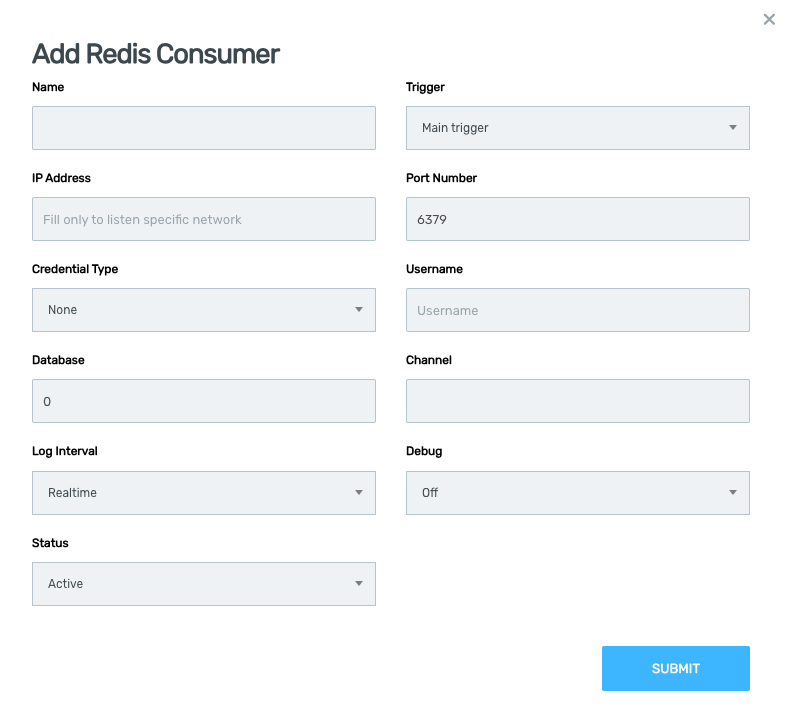 Add Redis Consumer
Name
Trigger
Main trigger
IP Address
Port Number
Fill only to listen specific network
6379
Credential Type
Username
None
Username
Database
Channel
0
Log Interval
Debug
Realtime
Off
Status
Active
SUBMIT